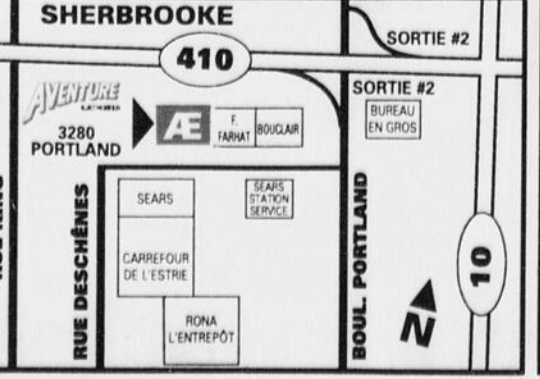 SHERBROOKE
SORTIE #2
410
AVENTURE
3280
PORTLAND
Æ
F.
FARHAT
BOUCLAIR
SORTIE #2
BUREAU
EN GROS
SEARS
SEARS
STATION
SERVICE
CARREFOUR
DE L'ESTRIE
RONA
L'ENTREPÔT
RUE DESCHÊNES
BOUL. PORTLAND
10
N